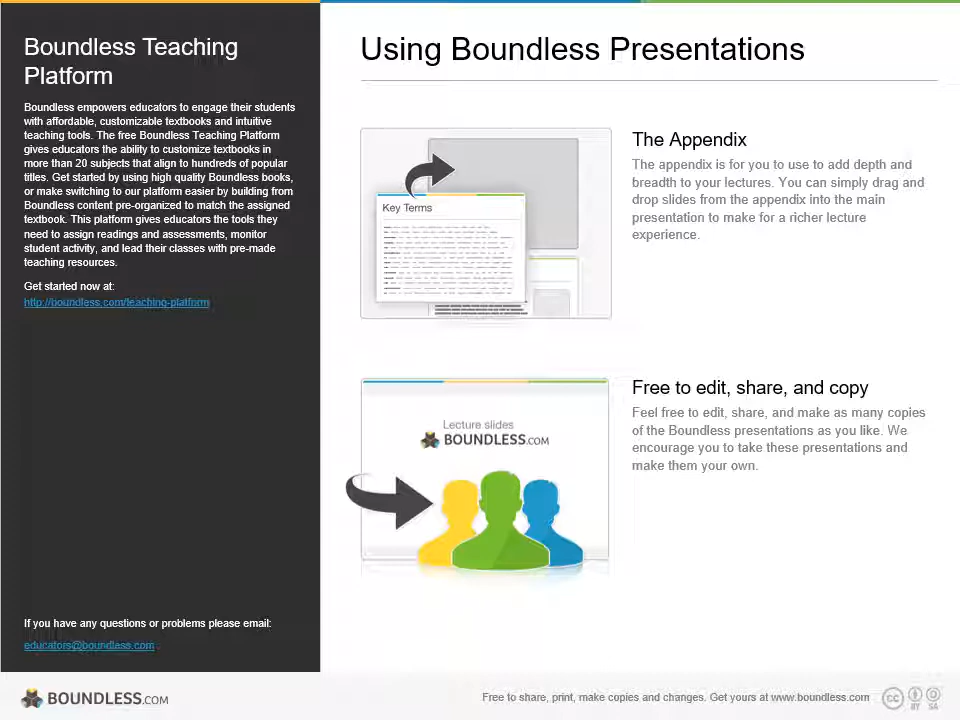 Boundless Teaching
Platform
Boundless empowers educators to engage their students
with affordable, customizable textbooks and intuitive
teaching tools. The free Boundless Teaching Platform
gives educators the ability to customize textbooks in
more than 20 subjects that align to hundreds of popular
titles. Get started by using high quality Boundless books,
or make switching to our platform easier by building from
Boundless content pre-organized to match the assigned
textbook. This platform gives educators the tools they
need to assign readings and assessments, monitor
student activity, and lead their classes with pre-made
teaching resources.
Get started now at:
http://boundless.com/teaching-platform
If you have any questions or problems please email:
educators@boundless.com
Using Boundless Presentations
Key Terms
The Appendix
The appendix is for you to use to add depth and
breadth to your lectures. You can simply drag and
drop slides from the appendix into the main
presentation to make for a richer lecture
experience.
Lecture slides
BOUNDLESS.COM
Free to edit, share, and copy
Feel free to edit, share, and make as many copies
of the Boundless presentations as you like. We
encourage you to take these presentations and
make them your own.
BOUNDLESS.COM
Free to share, print, make copies and changes. Get yours at www.boundless.com
cc BY SA